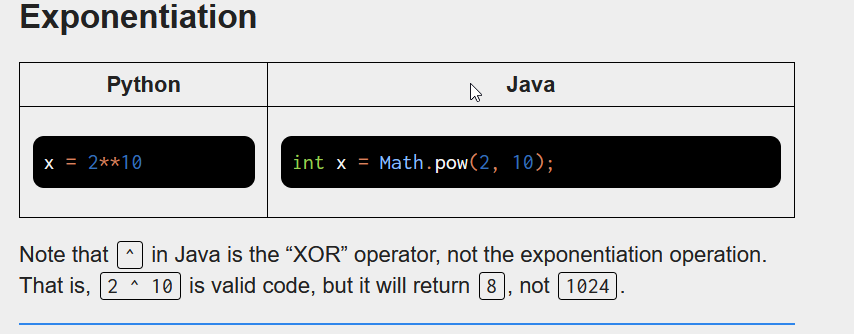 Exponentiation
Python Java
x = 2**10 int x = Math.pow(2, 10);
Note that ^ in Java is the “XOR” operator, not the exponentiation operation.
That is, 2 ^ 10 is valid code, but it will return 8, not 1024.